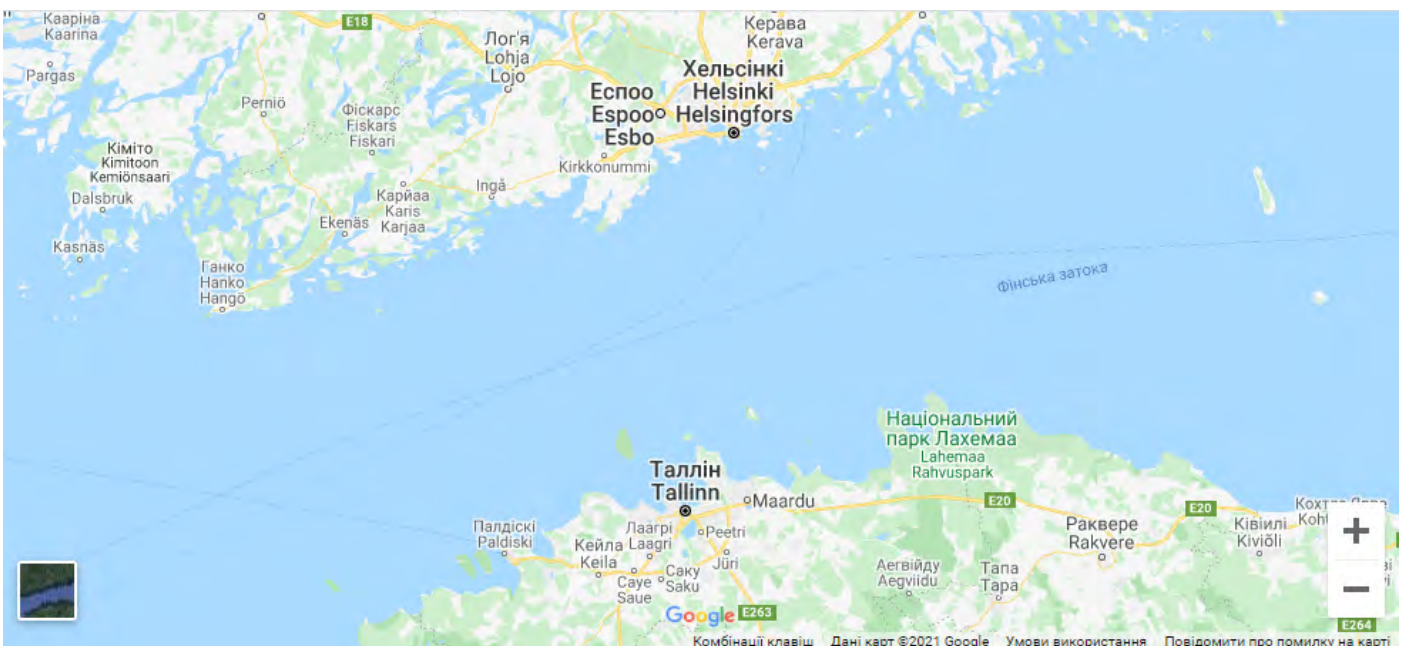 Кааріна
Kaarina
Pargas
E18
Лог'я
Lohja
Lojo
Керава
Kerava
Хельсінкі
Helsinki
Helsingfors
Еспоо
Espoo
Esbo
Perniö
Фіскарс
Fiskars
Fiskari
Кіміто
Kimitoon
Kemiönsaari
Dalsbruk
Kasnäs
Kirkkonummi
Карйаа
Karis
Karjaa
Ingå
Ekenäs
Ганко
Hanko
Hangö
Фінська затока
Національний
парк Лахемаа
Lahemaa
Rahvuspark
Таллін
Tallinn
Maardu
E20
E20
Палдіскі
Paldiski
Лаагрі
Laagri
Peetri
Кейла
Keila
Сауе
Saue
Саку
Saku
Jüri
Аегвійду
Aegviidu
Тапа
Tapa
Раквере
Rakvere
Ківиілі
Kiviõli
Google
E263
E264
Комбінації клавіш Дані карт ©2021 Google Умови використання Повідомити про помилку на карті